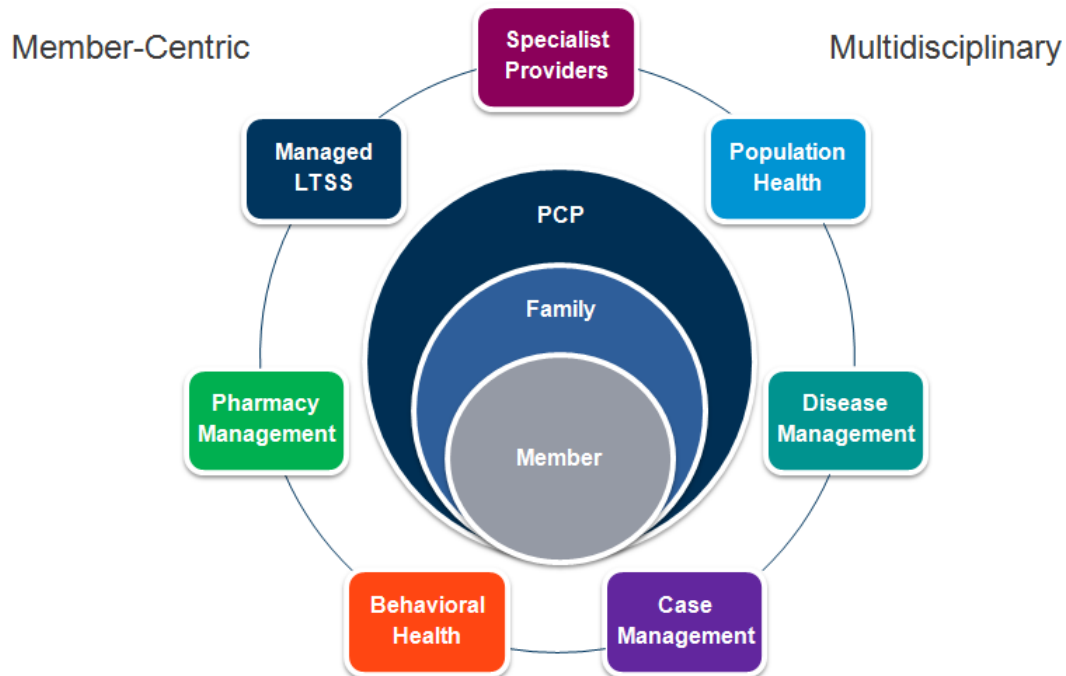 Member-Centric
Multidisciplinary
Specialist
Providers
Managed
LTSS
Population
Health
PCP
Family
Member
Pharmacy
Management
Disease
Management
Behavioral
Health
Case
Management